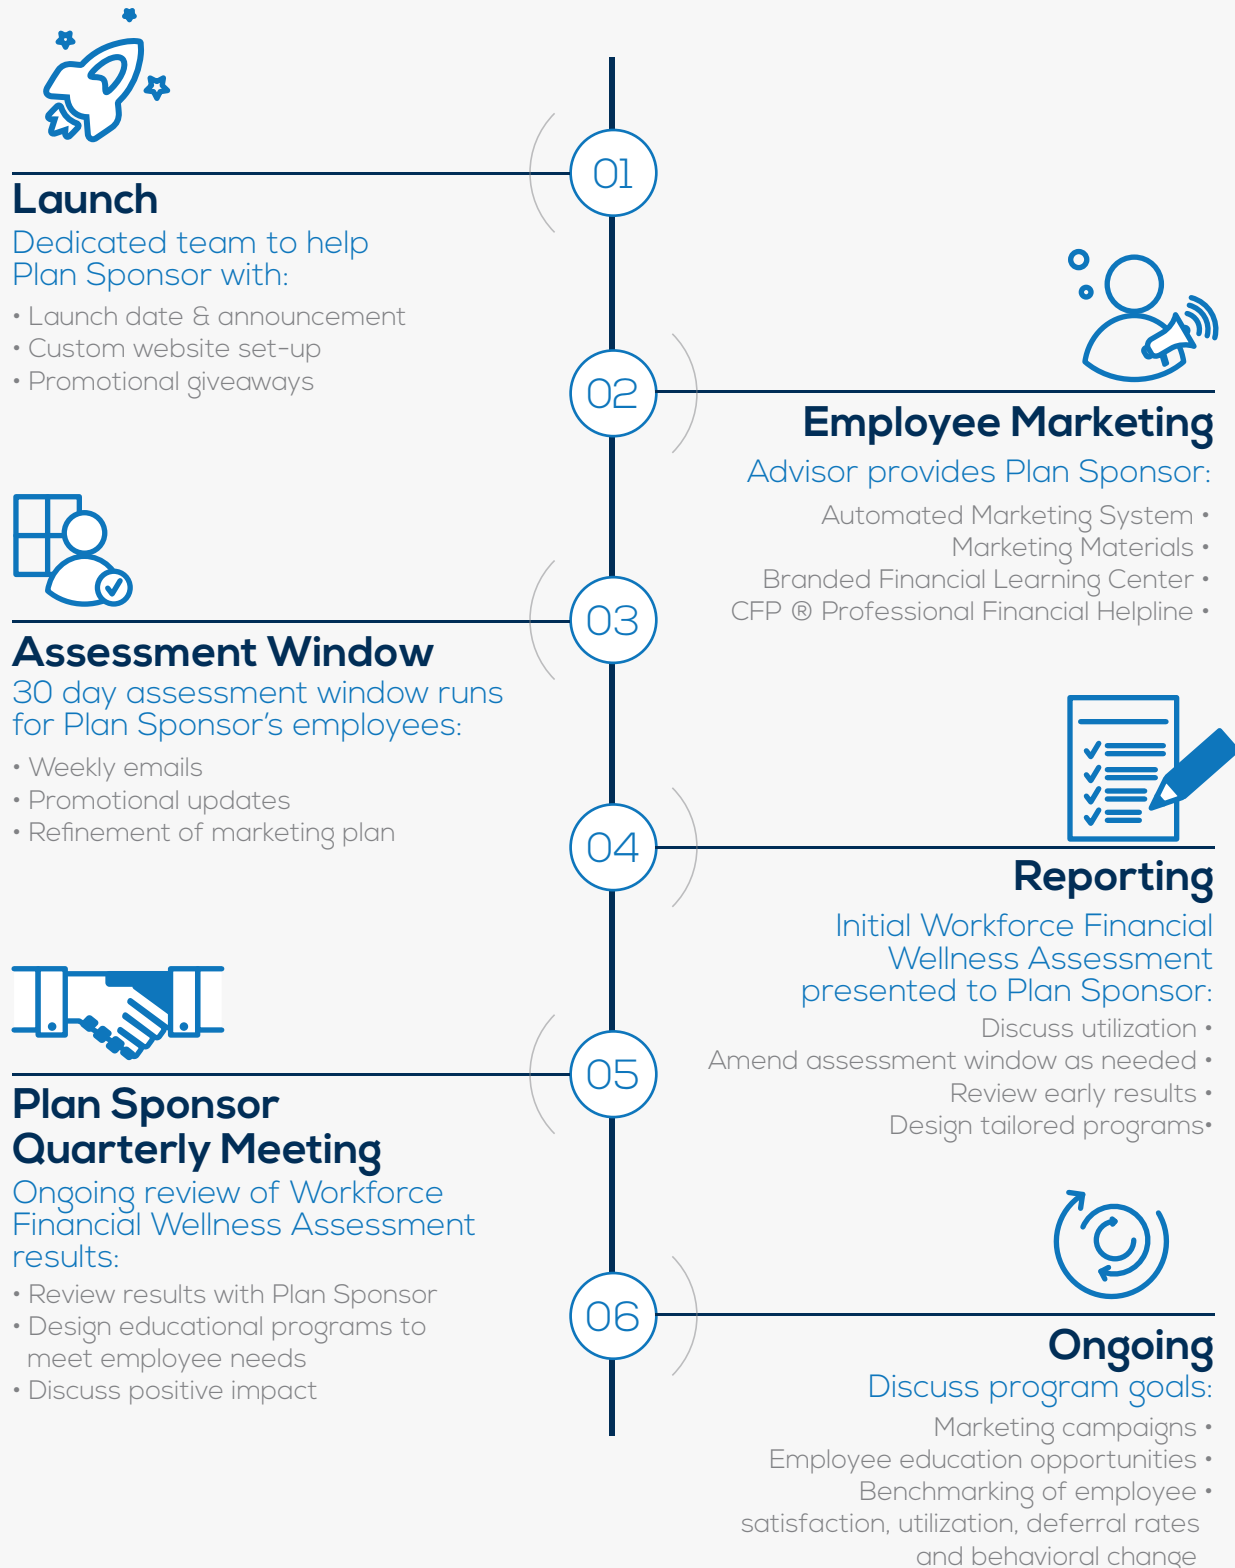 01
Launch
Dedicated team to help
Plan Sponsor with:
• Launch date & announcement
• Custom website set-up
• Promotional giveaways
02
Employee Marketing
Advisor provides Plan Sponsor:
Automated Marketing System •
Marketing Materials •
Branded Financial Learning Center •
CFP ® Professional Financial Helpline •
03
Assessment Window
30 day assessment window runs
for Plan Sponsor’s employees:
• Weekly emails
• Promotional updates
• Refinement of marketing plan
04
Reporting
Initial Workforce Financial
Wellness Assessment
presented to Plan Sponsor:
Discuss utilization •
Amend assessment window as needed •
Review early results •
Design tailored programs•
05
Plan Sponsor
Quarterly Meeting
Ongoing review of Workforce
Financial Wellness Assessment
results:
• Review results with Plan Sponsor
• Design educational programs to
meet employee needs
• Discuss positive impact
06
Ongoing
Discuss program goals:
Marketing campaigns •
Employee education opportunities •
Benchmarking of employee •
satisfaction, utilization, deferral rates
and behavioral change